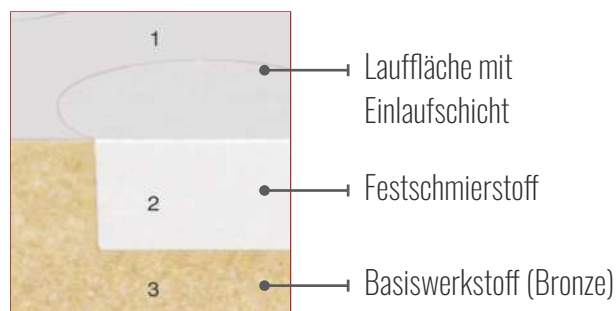 1
Lauffläche mit
Einlaufschicht
2
Festschmierstoff
3
Basiswerkstoff (Bronze)